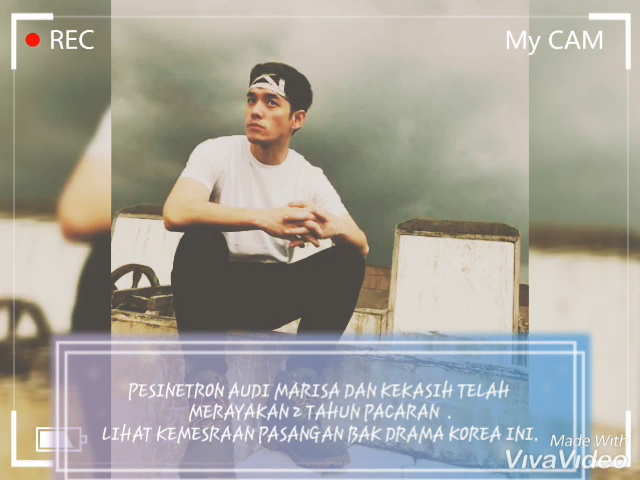 REC
My CAM
PESINETRON AUDI MARISA DAN KEKASIH TELAH
MERAYAKAN 2 TAHUN PACARAN .
LIHAT KEMESRAAN PASANGAN BAK DRAMA KOREA INI.
Made With
VivaVideo